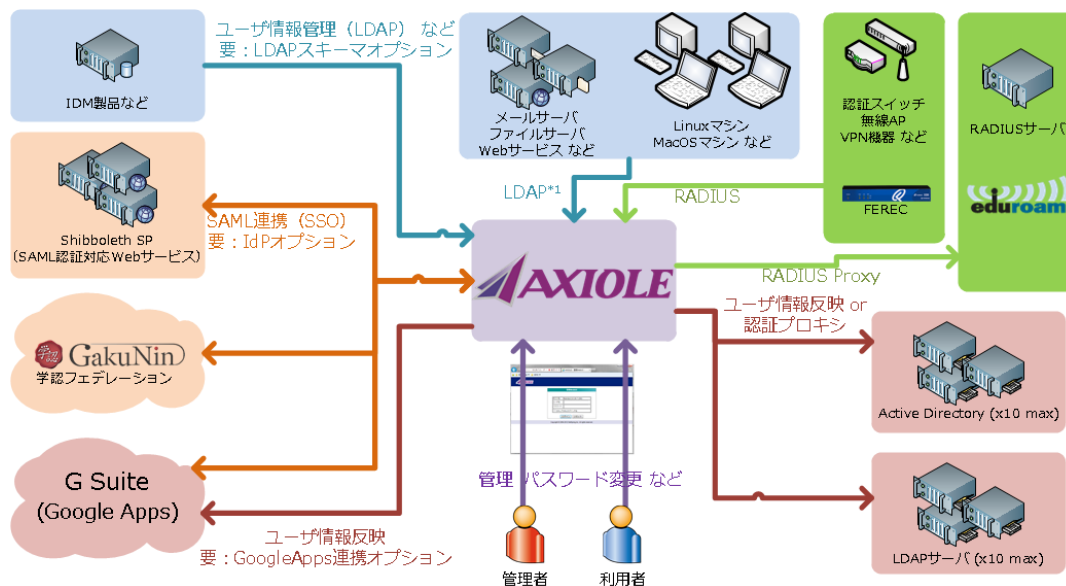 ユーザ情報管理（LDAP） など
要：LDAPスキーマオプション
IDM製品など
メールサーバ
ファイルサーバ
Webサービス など
Linuxマシン
MacOSマシン など
認証スイッチ
無線AP
VPN機器 など
FEREC
RADIUSサーバ
eduroam
LDAP*1
RADIUS
RADIUS Proxy
SAML連携（SSO）
要：IdPオプション
Shibboleth SP
（SAML認証対応Webサービス）
AXIOLE
ユーザ情報反映 or
認証プロキシ
学認
GakuNin
学認フェデレーション
Active Directory (x10 max)
G Suite
(Google Apps)
管理 パスワード変更 など
ユーザ情報反映
要：GoogleApps連携オプション
LDAPサーバ (x10 max)
管理者
利用者